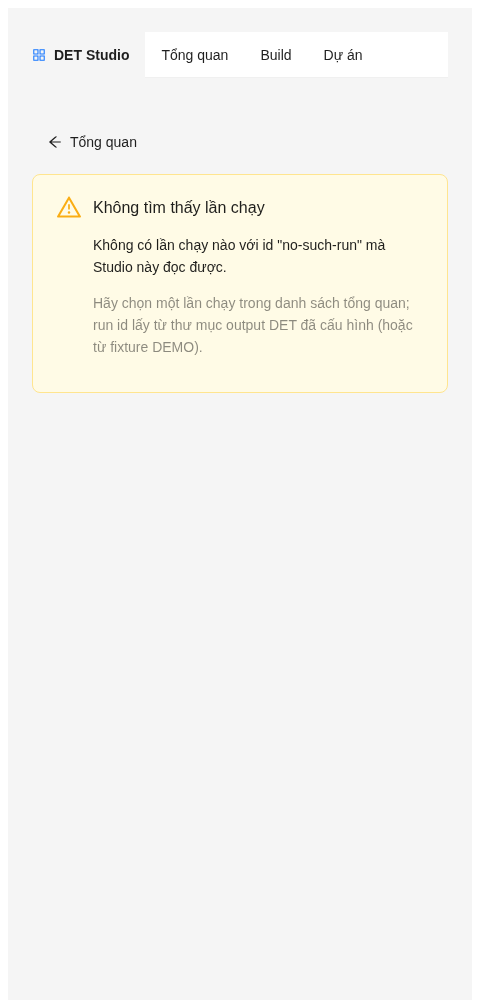 DET Studio
Tổng quan
Build
Dự án
Tổng quan
Không tìm thấy lần chạy
Không có lần chạy nào với id "no-such-run" mà
Studio này đọc được.
Hãy chọn một lần chạy trong danh sách tổng quan;
run id lấy từ thư mục output DET đã cấu hình (hoặc
từ fixture DEMO).